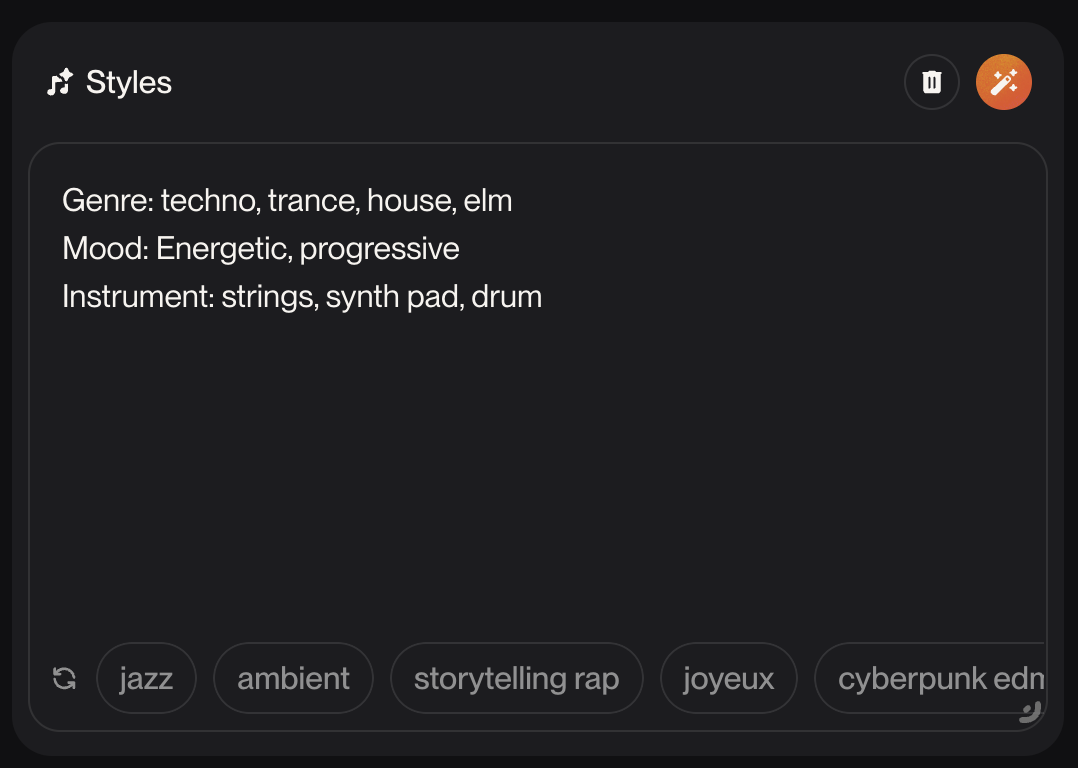 Styles
Genre: techno, trance, house, elm
Mood: Energetic, progressive
Instrument: strings, synth pad, drum
jazz ambient storytelling rap joyeux cyberpunk edm